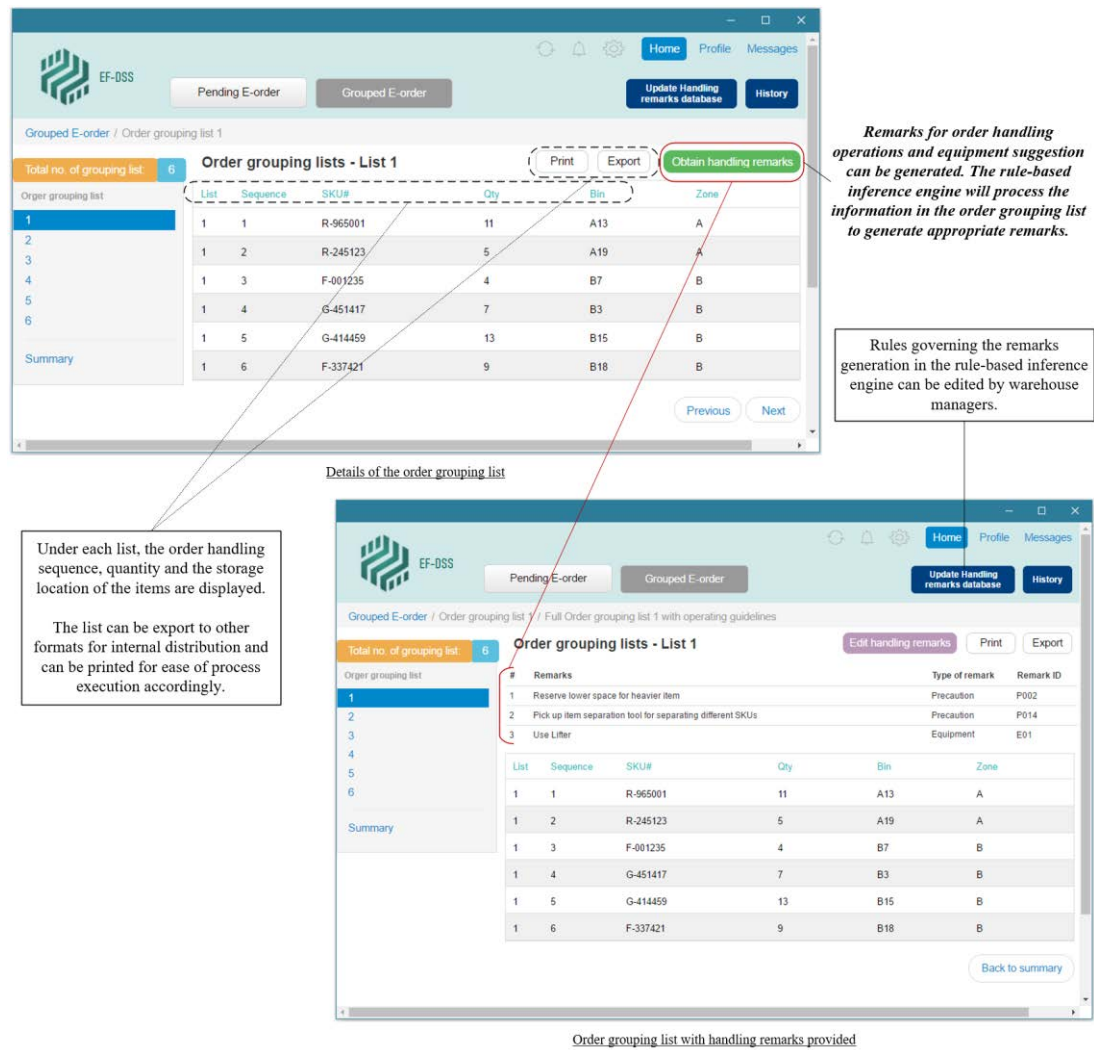 Home Profile Messages
EF-DSS
Pending E-order Grouped E-order Update Handling
remarks database History
Grouped E-order / Order grouping list 1
Total no. of grouping list: 6
Orger grouping list
1
2
3
4
5
6
Summary
Order grouping lists - List 1 Print Export Obtain handling remarks
List Sequence SKU# Qty Bin Zone
1 1 R-965001 11 A13 A
1 2 R-245123 5 A19 A
1 3 F-001235 4 B7 B
1 4 G-451417 7 B3 B
1 5 G-414459 13 B15 B
1 6 F-337421 9 B18 B
Previous Next
Details of the order grouping list
Remarks for order handling
operations and equipment suggestion
can be generated. The rule-based
inference engine will process the
information in the order grouping list
to generate appropriate remarks.
Rules governing the remarks
generation in the rule-based inference
engine can be edited by warehouse
managers.
Under each list, the order handling
sequence, quantity and the storage
location of the items are displayed.
The list can be export to other
formats for internal distribution and
can be printed for ease of process
execution accordingly.
Home Profile Messages
EF-DSS
Pending E-order Grouped E-order Update Handling
remarks database History
Grouped E-order / Order grouping list 1 / Full Order grouping list 1 with operating guidelines
Total no. of grouping list: 6
Orger grouping list
1
2
3
4
5
6
Summary
Order grouping lists - List 1 Edit handling remarks Print Export
# Remarks Type of remark Remark ID
1 Reserve lower space for heavier item Precaution P002
2 Pick up item separation tool for separating different SKUs Precaution P014
3 Use Lifter Equipment E01
List Sequence SKU# Qty Bin Zone
1 1 R-965001 11 A13 A
1 2 R-245123 5 A19 A
1 3 F-001235 4 B7 B
1 4 G-451417 7 B3 B
1 5 G-414459 13 B15 B
1 6 F-337421 9 B18 B
Back to summary
Order grouping list with handling remarks provided